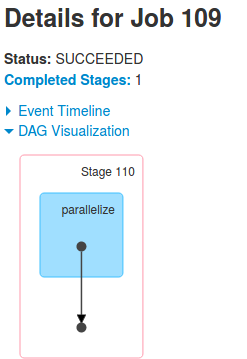 Details for Job 109
Status: SUCCEEDED
Completed Stages: 1
Event Timeline
DAG Visualization
Stage 110
parallelize